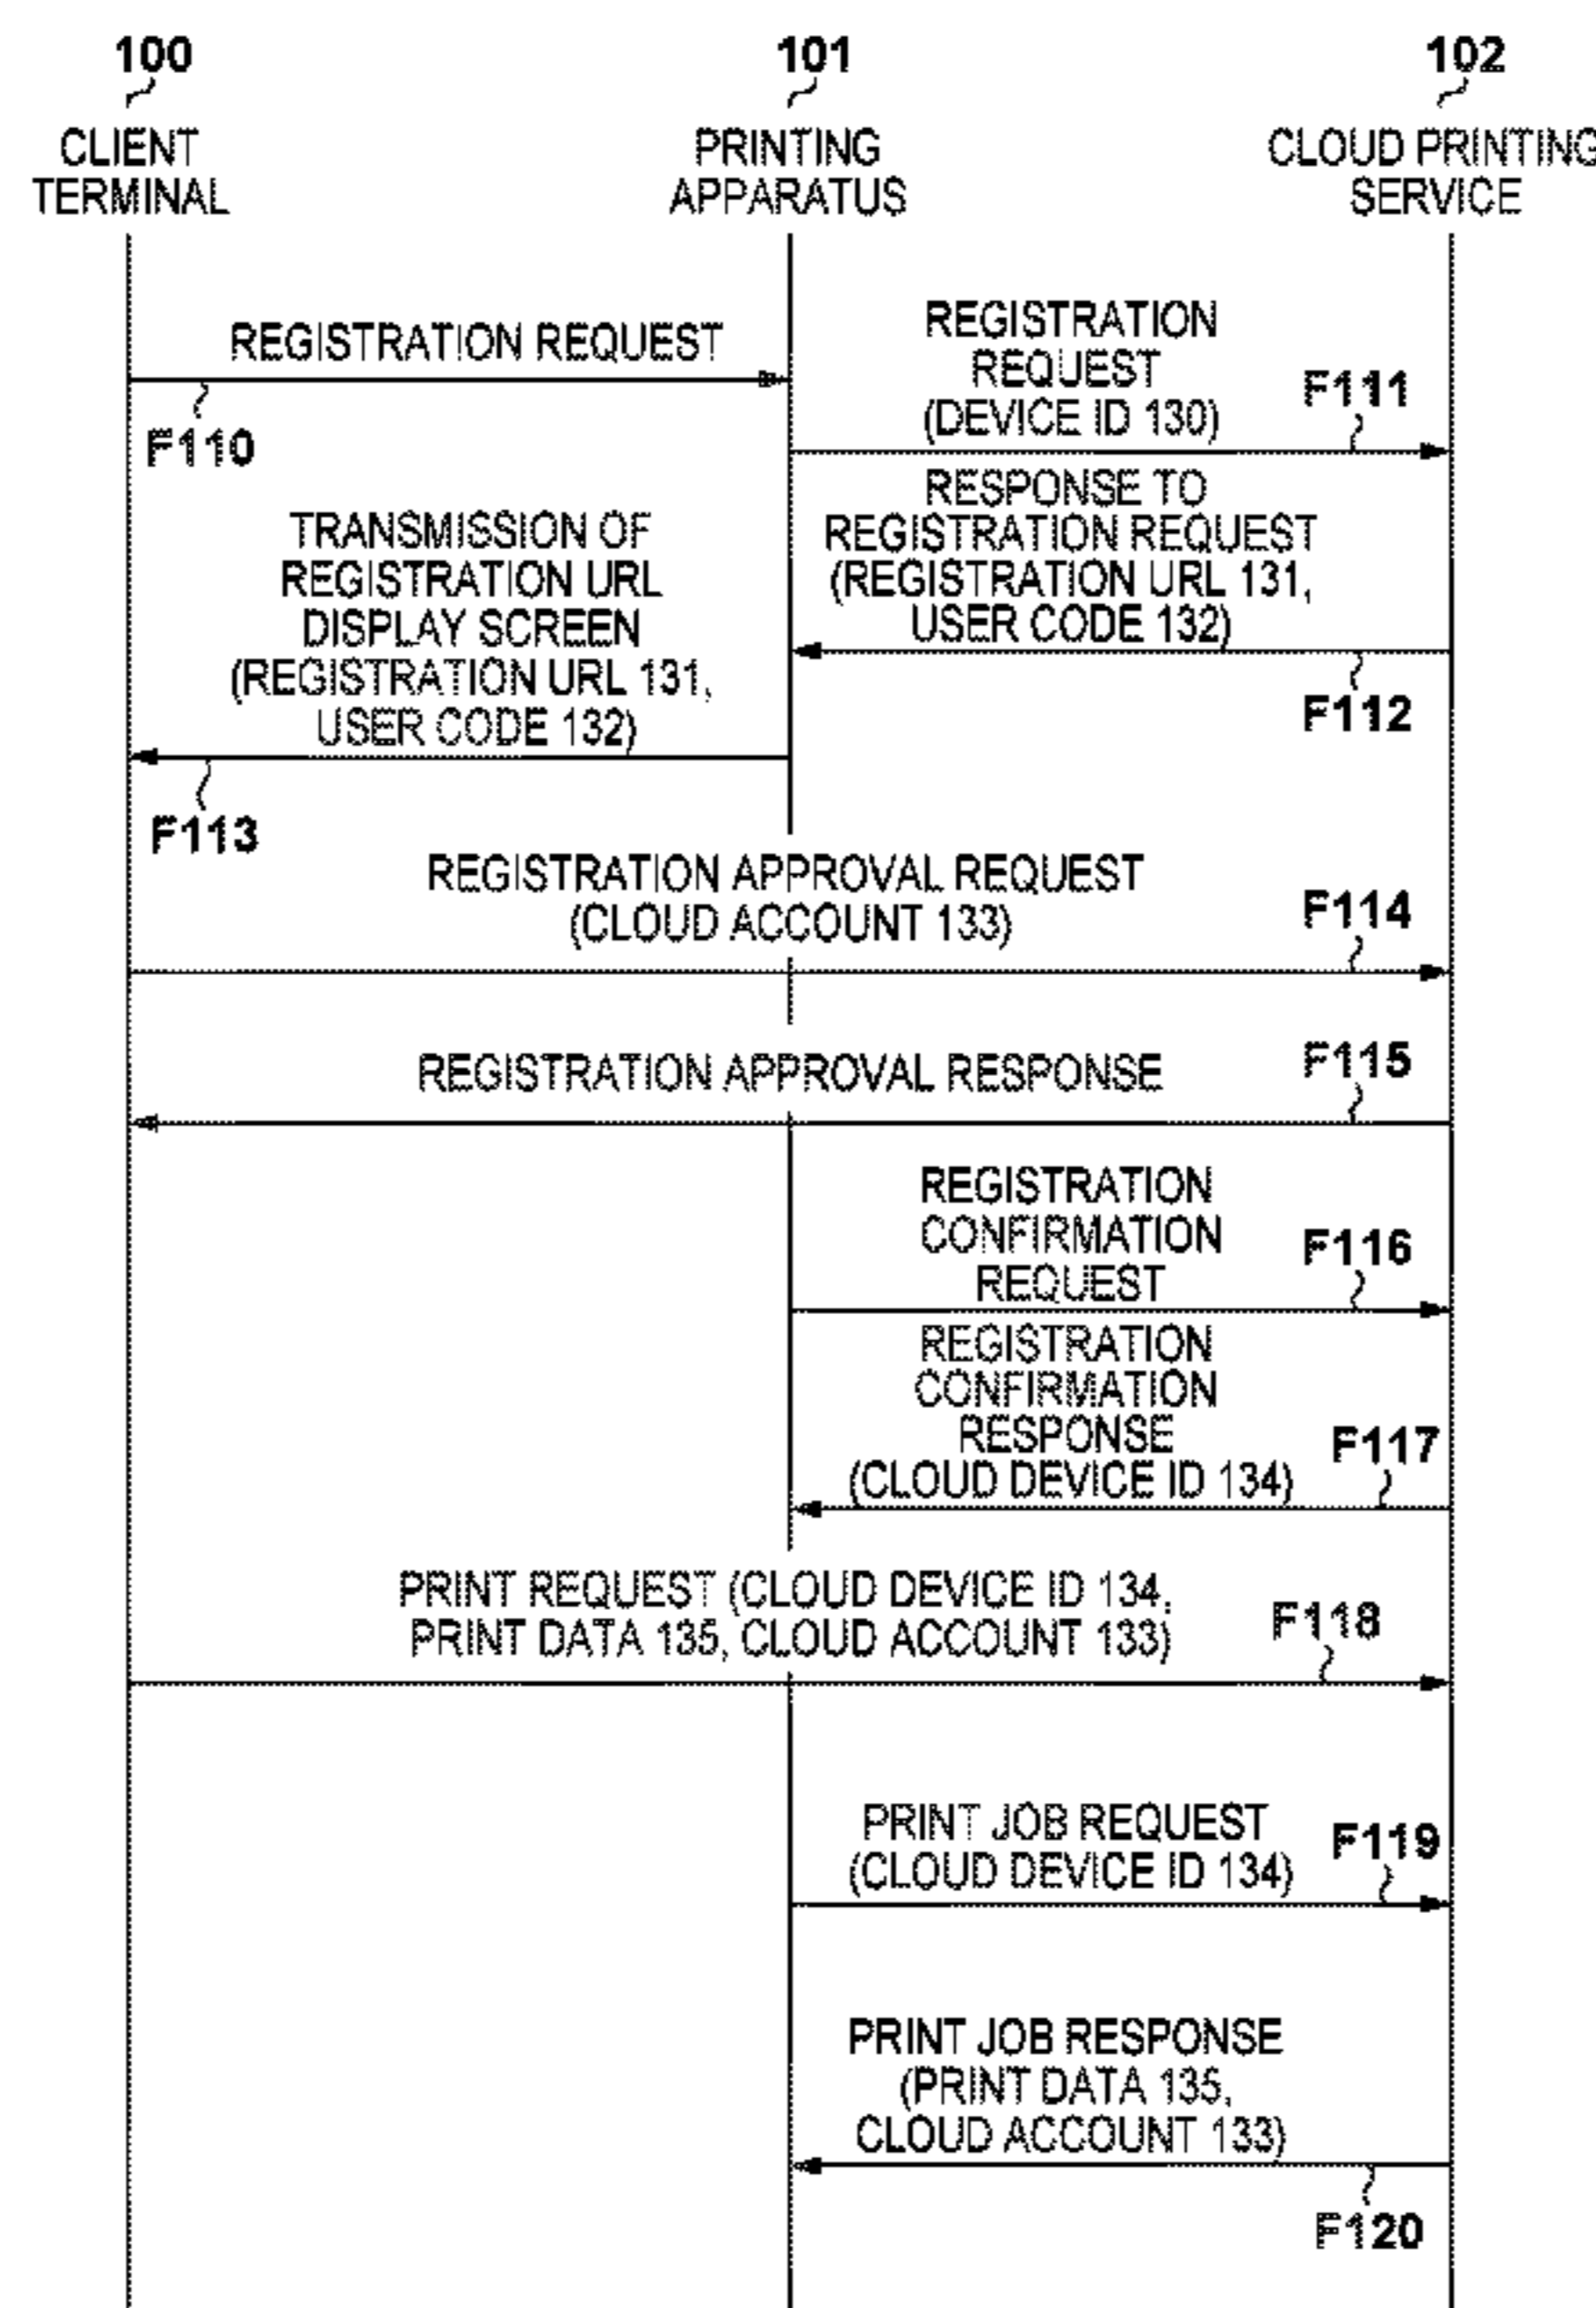 100
101
102
CLIENT
TERMINAL
PRINTING
APPARATUS
CLOUD PRINTING
SERVICE
REGISTRATION REQUEST
F110
REGISTRATION
REQUEST
(DEVICE ID 130)
F111
RESPONSE TO
REGISTRATION REQUEST
(REGISTRATION URL 131,
USER CODE 132)
F112
TRANSMISSION OF
REGISTRATION URL
DISPLAY SCREEN
(REGISTRATION URL 131,
USER CODE 132)
F113
REGISTRATION APPROVAL REQUEST
(CLOUD ACCOUNT 133)
F114
REGISTRATION APPROVAL RESPONSE
F115
REGISTRATION
CONFIRMATION
REQUEST
F116
REGISTRATION
CONFIRMATION
RESPONSE
(CLOUD DEVICE ID 134)
F117
PRINT REQUEST (CLOUD DEVICE ID 134,
PRINT DATA 135, CLOUD ACCOUNT 133)
F118
PRINT JOB REQUEST
(CLOUD DEVICE ID 134)
F119
PRINT JOB RESPONSE
(PRINT DATA 135,
CLOUD ACCOUNT 133)
F120